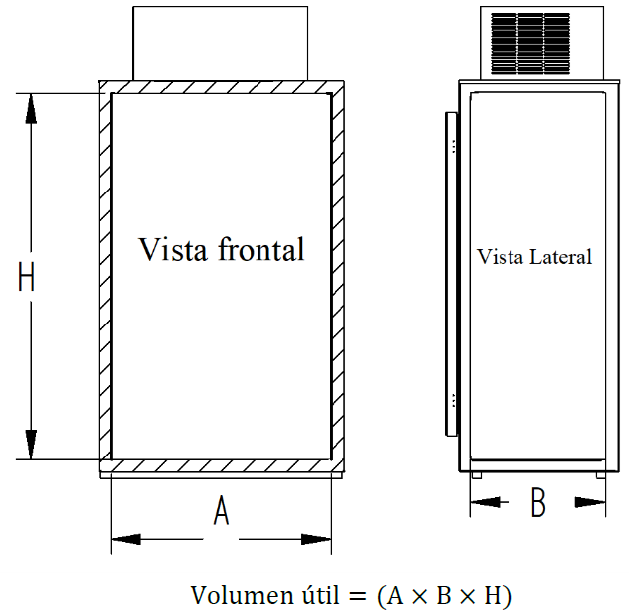 Vista frontal
Vista Lateral
H
A
B
Volumen útil = (A × B × H)